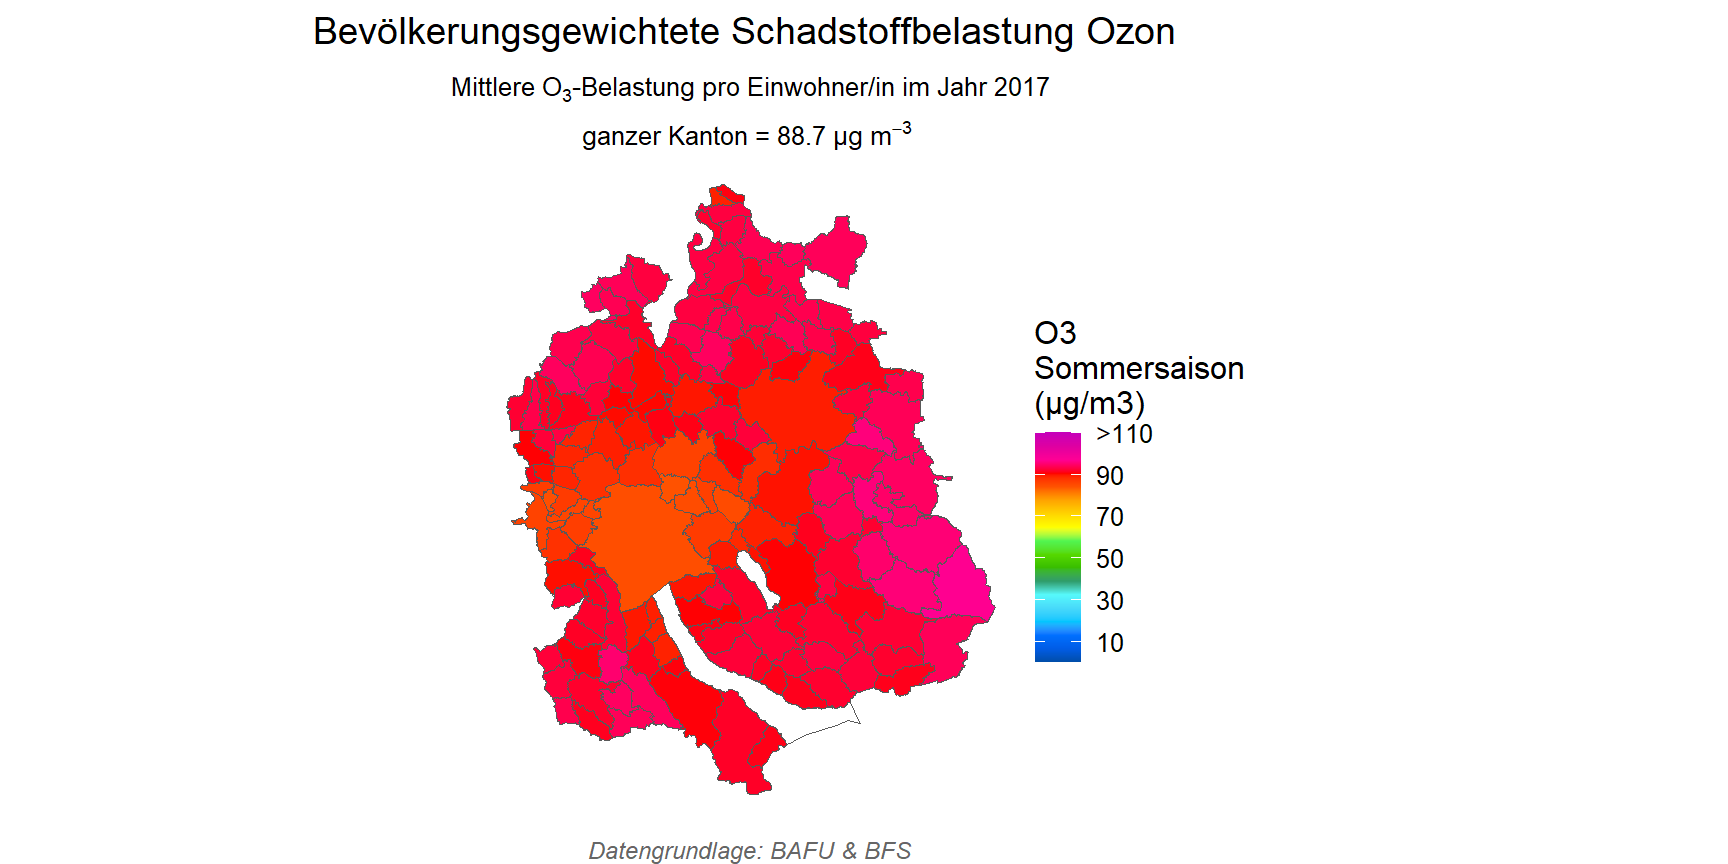 Bevölkerungsgewichtete Schadstoffbelastung Ozon
Mittlere O₃-Belastung pro Einwohner/in im Jahr 2017
ganzer Kanton = 88.7 µg m⁻³
O3
Sommersaison
(µg/m3)
>110
90
70
50
30
10
Datengrundlage: BAFU & BFS